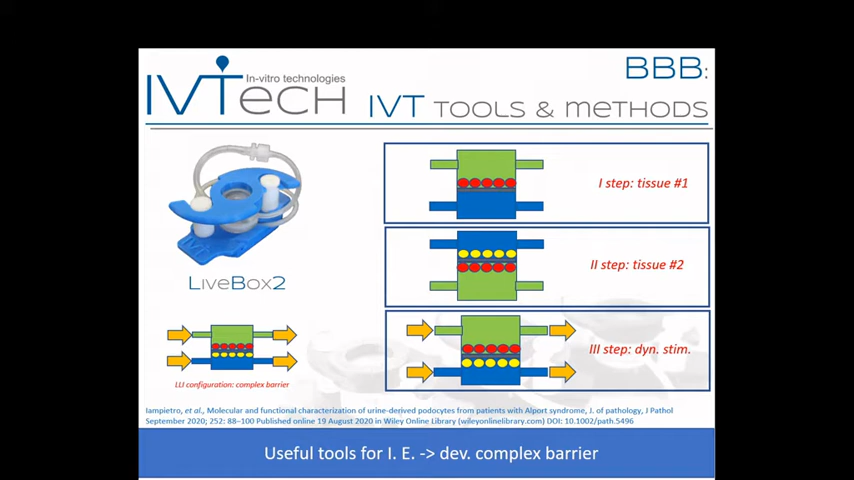 BBB:
In-vitro technologies
IVTECH
IVT TOOLS & METHODS
I step: tissue #1
II step: tissue #2
LIVEBOX2
III step: dyn. stim.
LLI configuration: complex barrier
Iampietro, et al., Molecular and functional characterization of urine-derived podocytes from patients with Alport syndrome, J. of pathology, J Pathol
September 2020; 252: 88–100 Published online 19 August 2020 in Wiley Online Library (wileyonlinelibrary.com) DOI: 10.1002/path.5496
Useful tools for I. E. -> dev. complex barrier